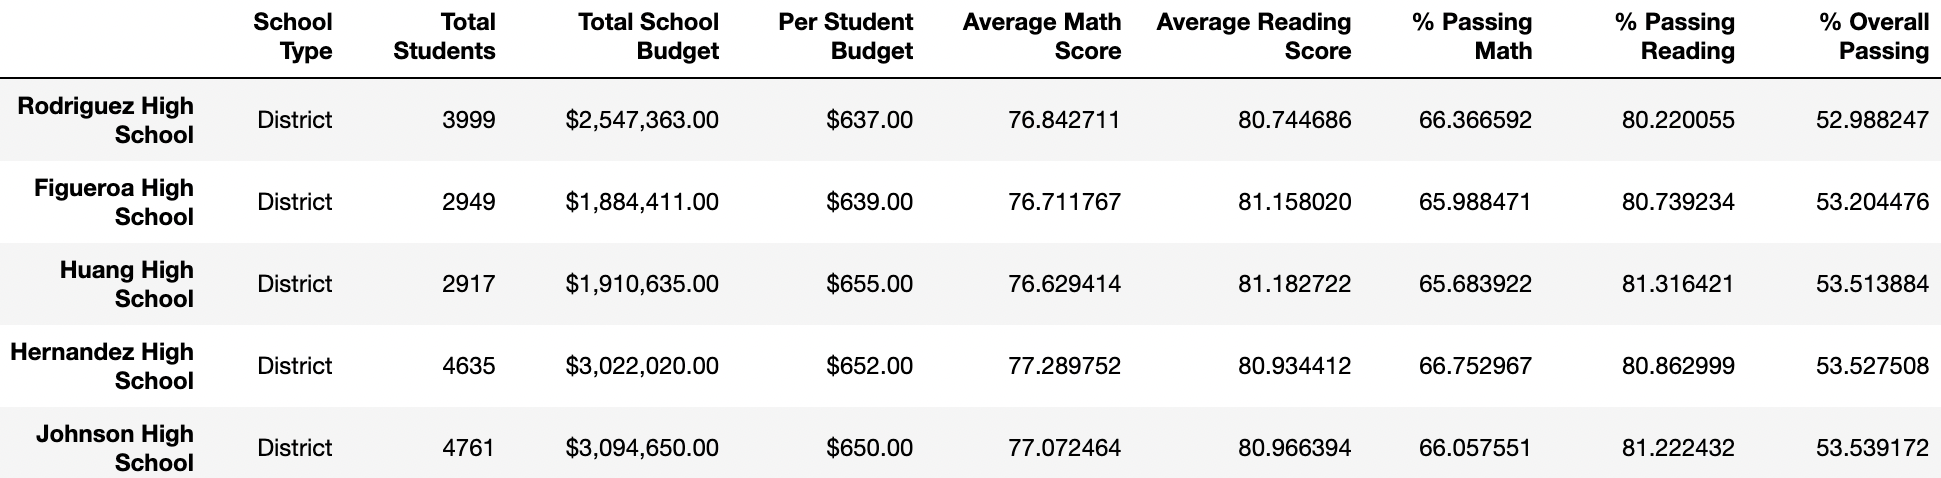 School Type Total Students Total School Budget Per Student Budget Average Math Score Average Reading Score % Passing Math % Passing Reading % Overall Passing
Rodriguez High School District 3999 $2,547,363.00 $637.00 76.842711 80.744686 66.366592 80.220055 52.988247
Figueroa High School District 2949 $1,884,411.00 $639.00 76.711767 81.158020 65.988471 80.739234 53.204476
Huang High School District 2917 $1,910,635.00 $655.00 76.629414 81.182722 65.683922 81.316421 53.513884
Hernandez High School District 4635 $3,022,020.00 $652.00 77.289752 80.934412 66.752967 80.862999 53.527508
Johnson High School District 4761 $3,094,650.00 $650.00 77.072464 80.966394 66.057551 81.222432 53.539172